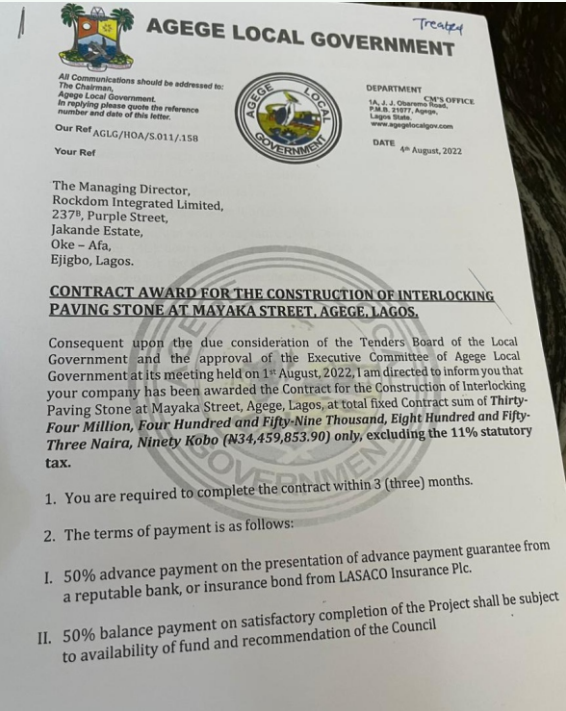 Treated
AGEGE LOCAL GOVERNMENT
All Communications should be addressed to:
The Chairman,
Agege Local Government.
In replying please quote the reference
number and date of this letter.
Our Ref AGLG/HOA/S.011/.158
Your Ref
AGEGE LOCAL
GOVERNMENT
DEPARTMENT
CM'S OFFICE
1A, J. J. Obaremo Road,
P.M.B. 21077, Agege,
Lagos State.
www.agegelocalgov.com
DATE
4th August, 2022
The Managing Director,
Rockdom Integrated Limited,
237B, Purple Street,
Jakande Estate,
Oke – Afa,
Ejigbo, Lagos.
CONTRACT AWARD FOR THE CONSTRUCTION OF INTERLOCKING
PAVING STONE AT MAYAKA STREET, AGEGE, LAGOS.
Consequent upon the due consideration of the Tenders Board of the Local
Government and the approval of the Executive Committee of Agege Local
Government at its meeting held on 1st August, 2022, I am directed to inform you that
your company has been awarded the Contract for the Construction of Interlocking
Paving Stone at Mayaka Street, Agege, Lagos, at total fixed Contract sum of Thirty-
Four Million, Four Hundred and Fifty-Nine Thousand, Eight Hundred and Fifty-
Three Naira, Ninety Kobo (₦34,459,853.90) only, excluding the 11% statutory
tax.
1. You are required to complete the contract within 3 (three) months.
2. The terms of payment is as follows:
I. 50% advance payment on the presentation of advance payment guarantee from
a reputable bank, or insurance bond from LASACO Insurance Plc.
II. 50% balance payment on satisfactory completion of the Project shall be subject
to availability of fund and recommendation of the Council